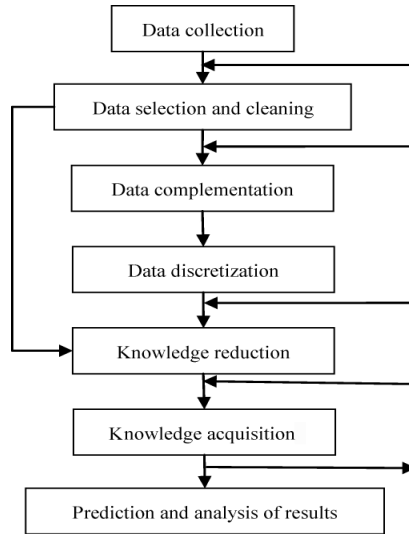 Data collection
Data selection and cleaning
Data complementation
Data discretization
Knowledge reduction
Knowledge acquisition
Prediction and analysis of results